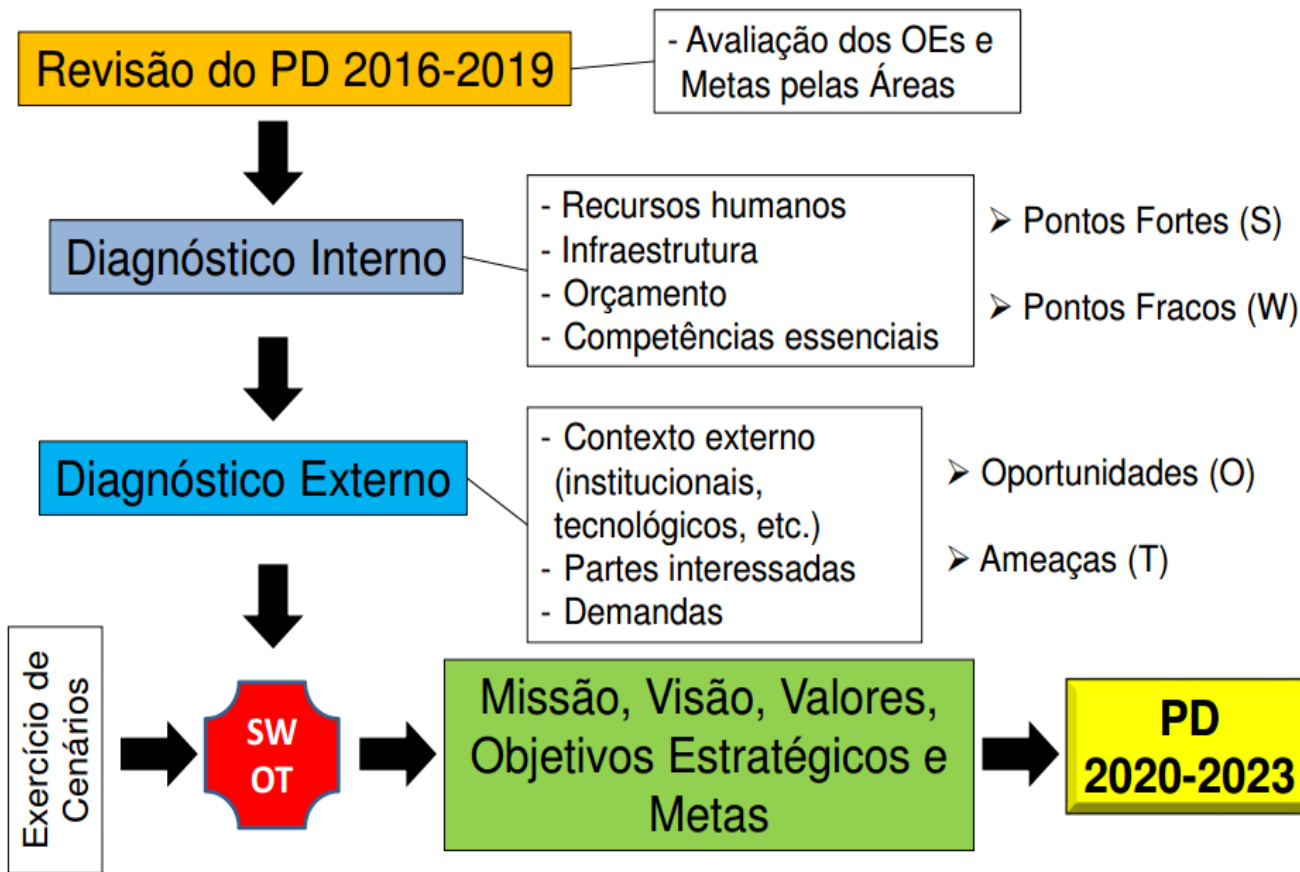 Revisão do PD 2016-2019
- Avaliação dos OEs e
Metas pelas Áreas
Diagnóstico Interno
- Recursos humanos
- Infraestrutura
- Orçamento
- Competências essenciais
➢ Pontos Fortes (S)
➢ Pontos Fracos (W)
Diagnóstico Externo
- Contexto externo
(institucionais,
tecnológicos, etc.)
- Partes interessadas
- Demandas
➢ Oportunidades (O)
➢ Ameaças (T)
Exercício de
Cenários
SW
OT
Missão, Visão, Valores,
Objetivos Estratégicos e
Metas
PD
2020-2023